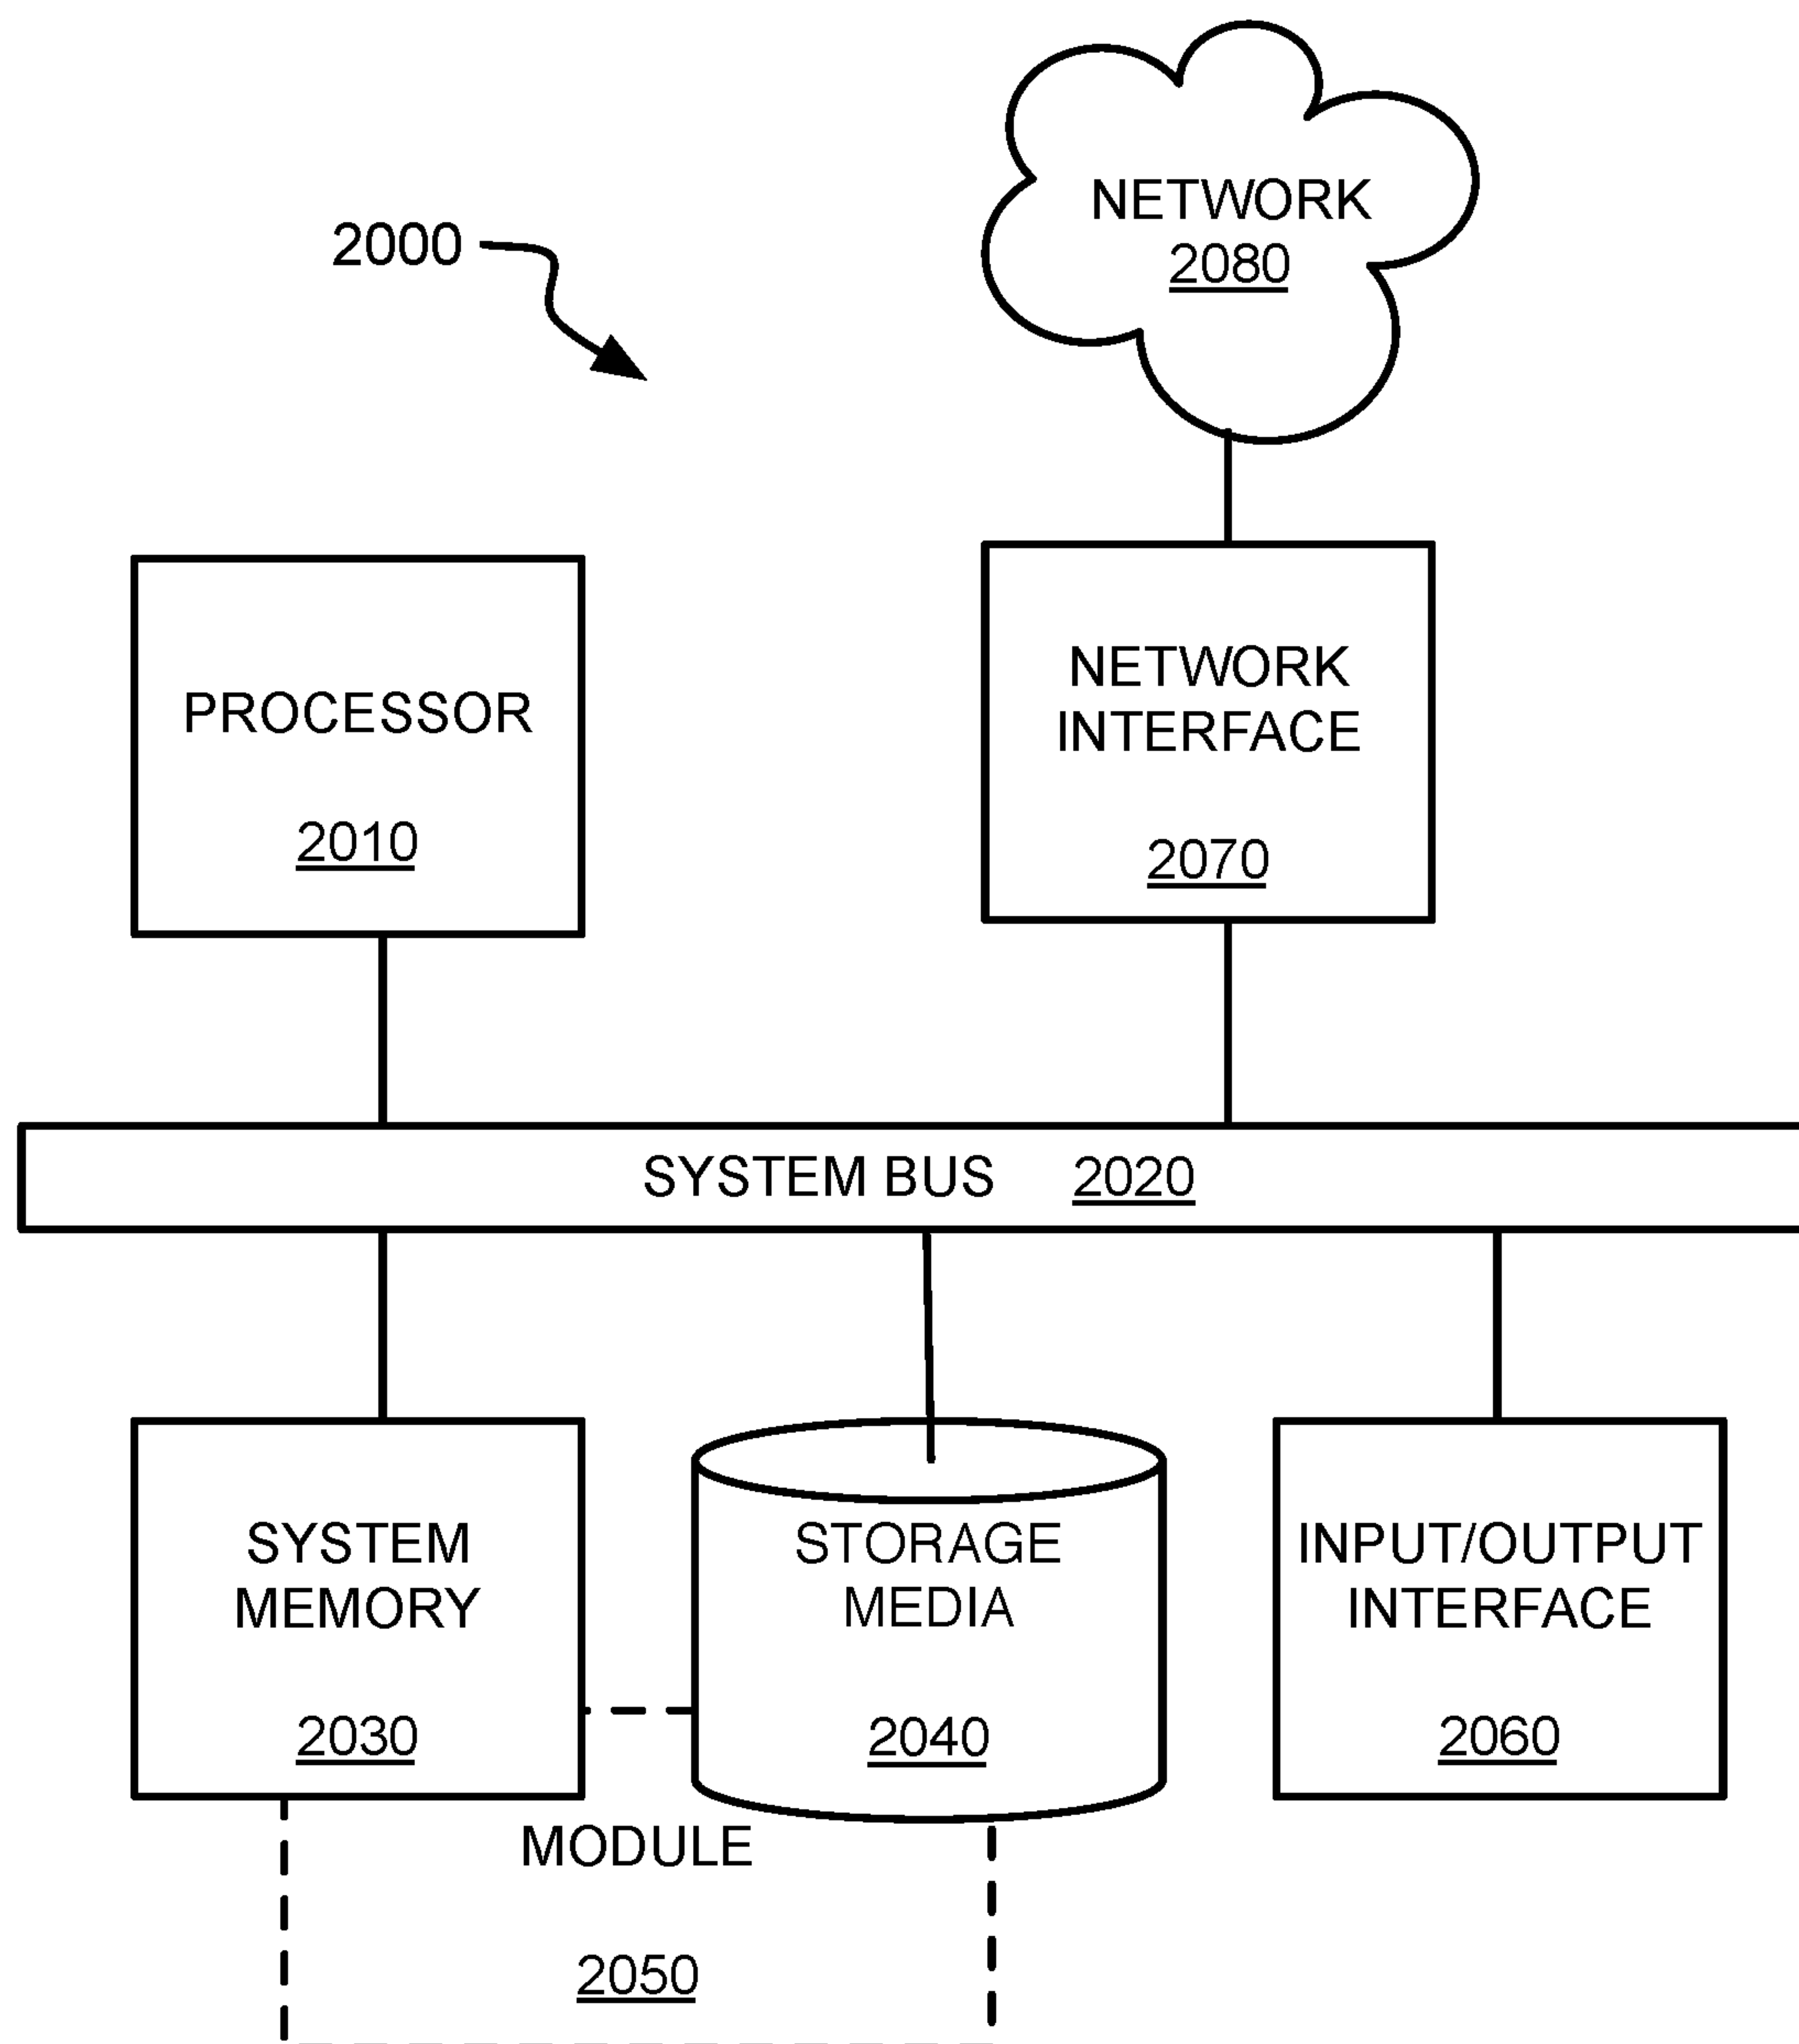 NETWORK
2080
2000
PROCESSOR
2010
NETWORK
INTERFACE
2070
SYSTEM BUS 2020
SYSTEM
MEMORY
2030
STORAGE
MEDIA
2040
INPUT/OUTPUT
INTERFACE
2060
MODULE
2050